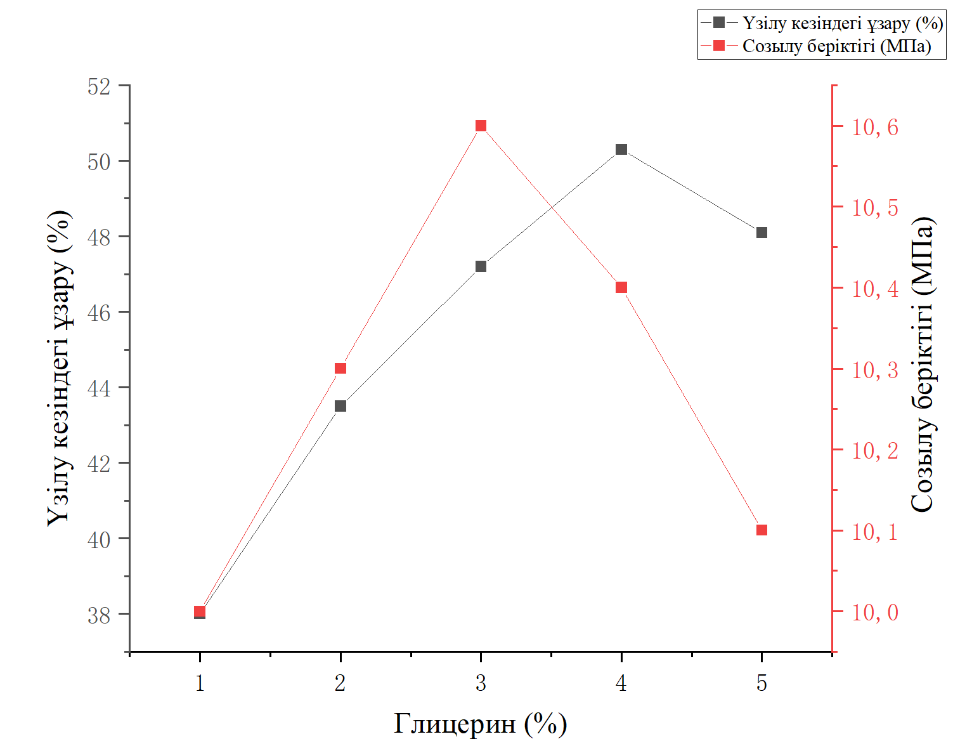 Үзілу кезіндегі ұзару (%)
Созылу беріктігі (МПа)
52
50
48
46
44
42
40
38
Үзілу кезіндегі ұзару (%)
10,6
10,5
10,4
10,3
10,2
10,1
10,0
Созылу беріктігі (МПа)
1 2 3 4 5
Глицерин (%)